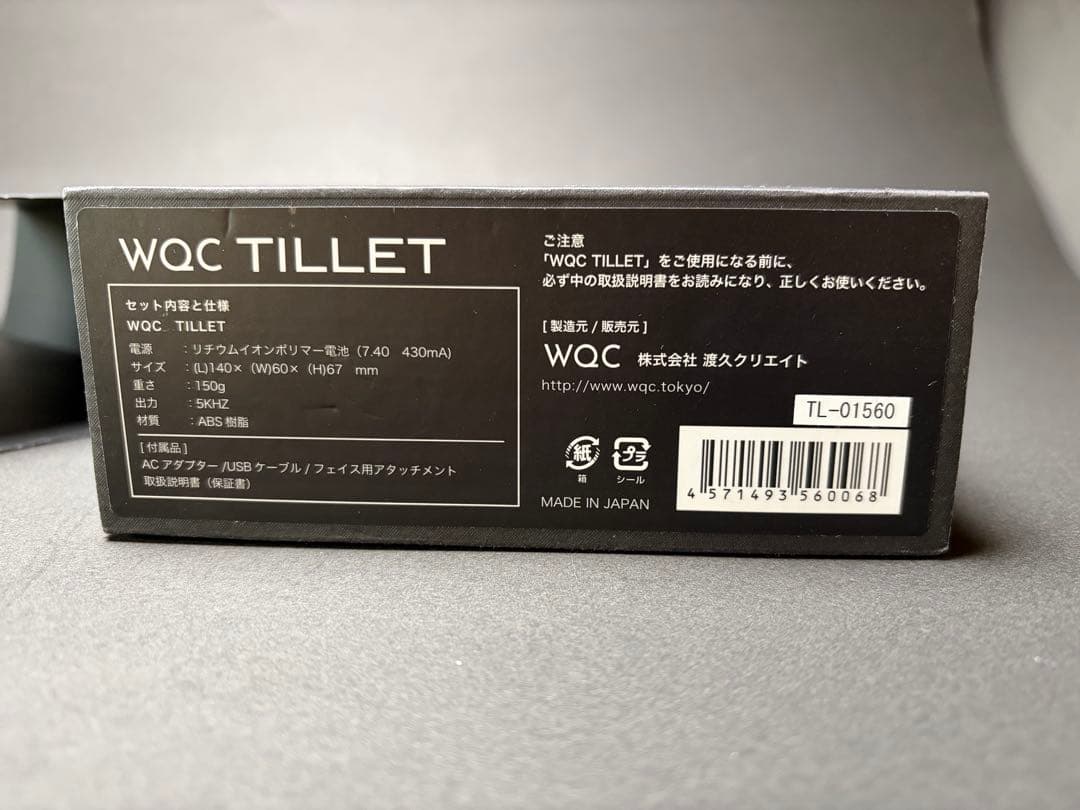 WQC TILLET
セット内容と仕様
WQC TILLET
電源 :リチウムイオンポリマー電池(7.40 430mA)
サイズ :(L)140×(W)60×(H)67 mm
重さ :150g
出力 :5KHZ
材質 :ABS 樹脂
[付属品]
AC アダプター /USB ケーブル / フェイス用アタッチメント
取扱説明書(保証書)
ご注意
「WQC TILLET」をご使用になる前に、
必ず中の取扱説明書をお読みになり、正しくお使いください。
[製造元 / 販売元]
WQC 株式会社 渡久クリエイト
http://www.wqc.tokyo/
TL-01560
紙 プラ
箱 シール
MADE IN JAPAN
4 571493 560068